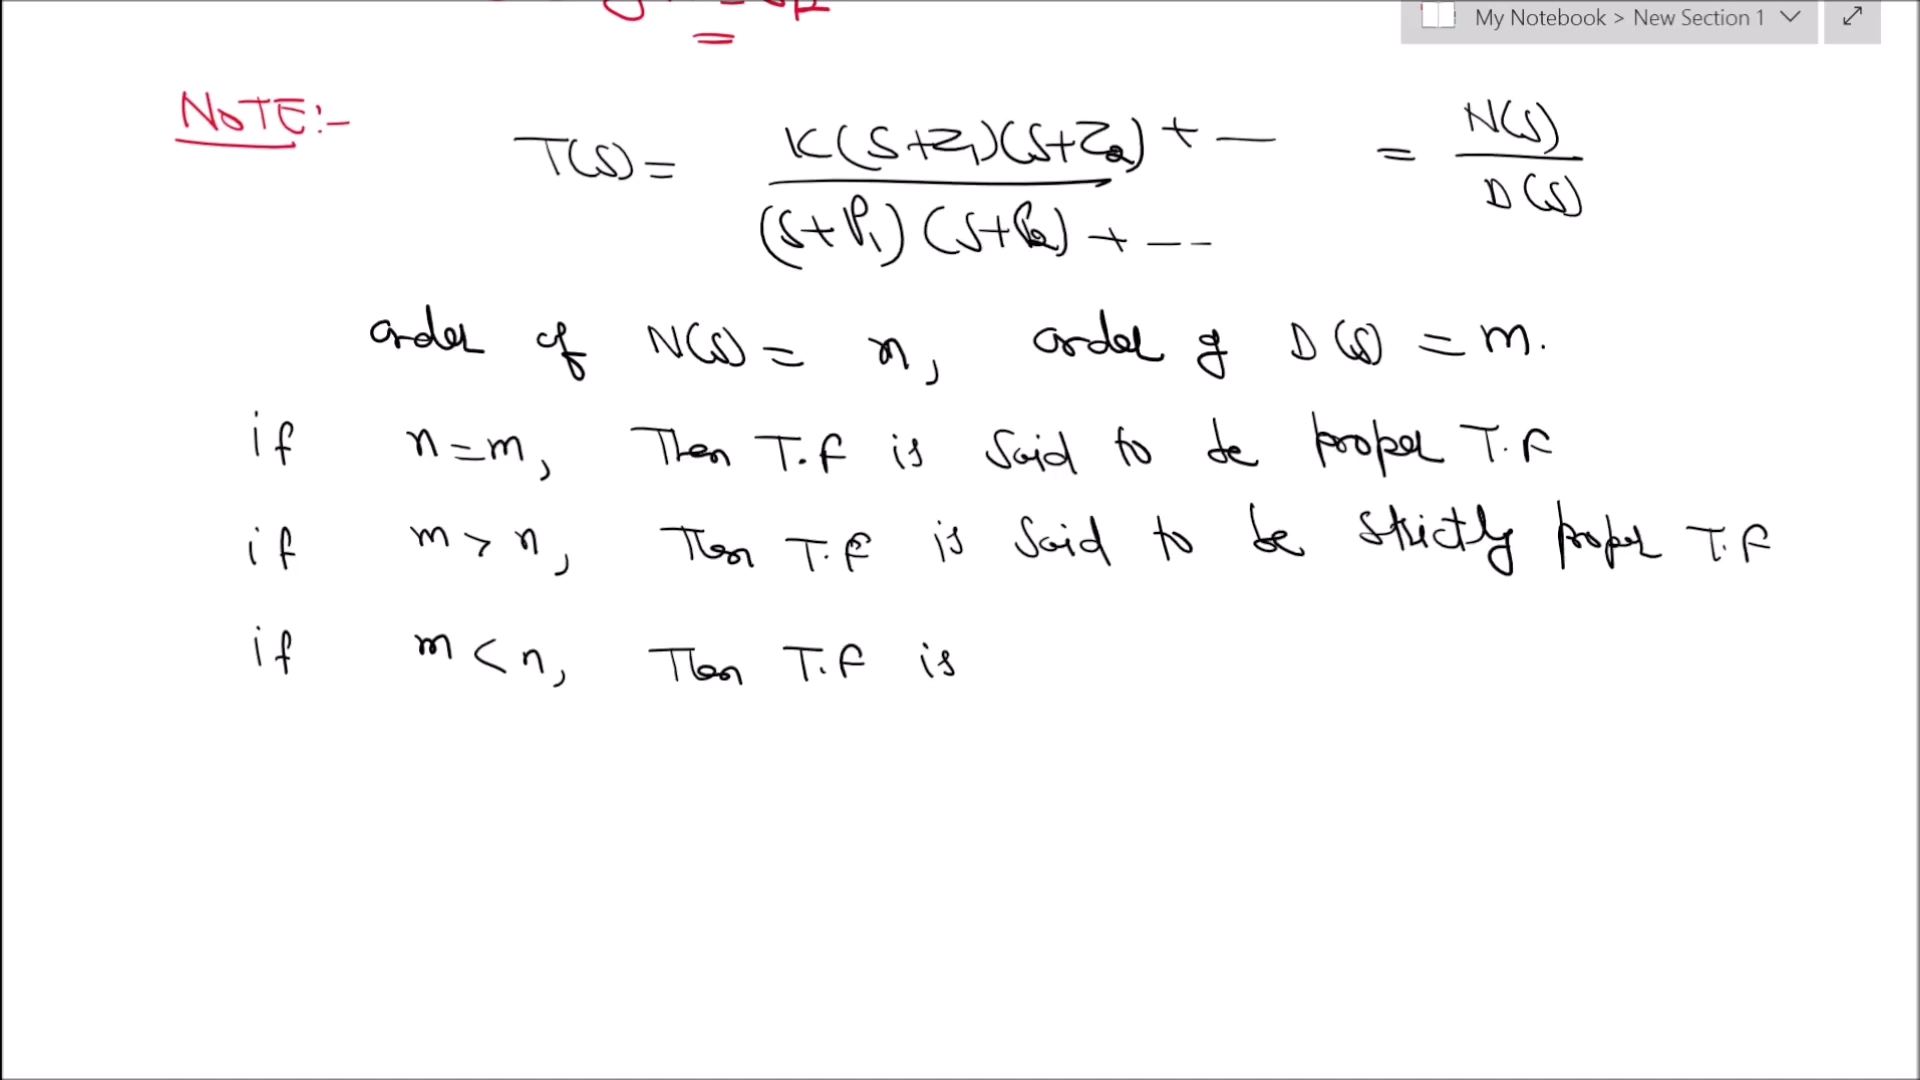 My Notebook > New Section 1
NOTE:-
T(S) = K(S+Z1)(S+Z2) + — / (S+P1)(S+P2) + -- = N(S) / D(S)
order of N(S) = n, order of D(S) = m.
if n=m, Then T.F is Said to be proper T.F
if m>n, Then T.F is Said to be Strictly proper T.F
if m<n, Then T.F is